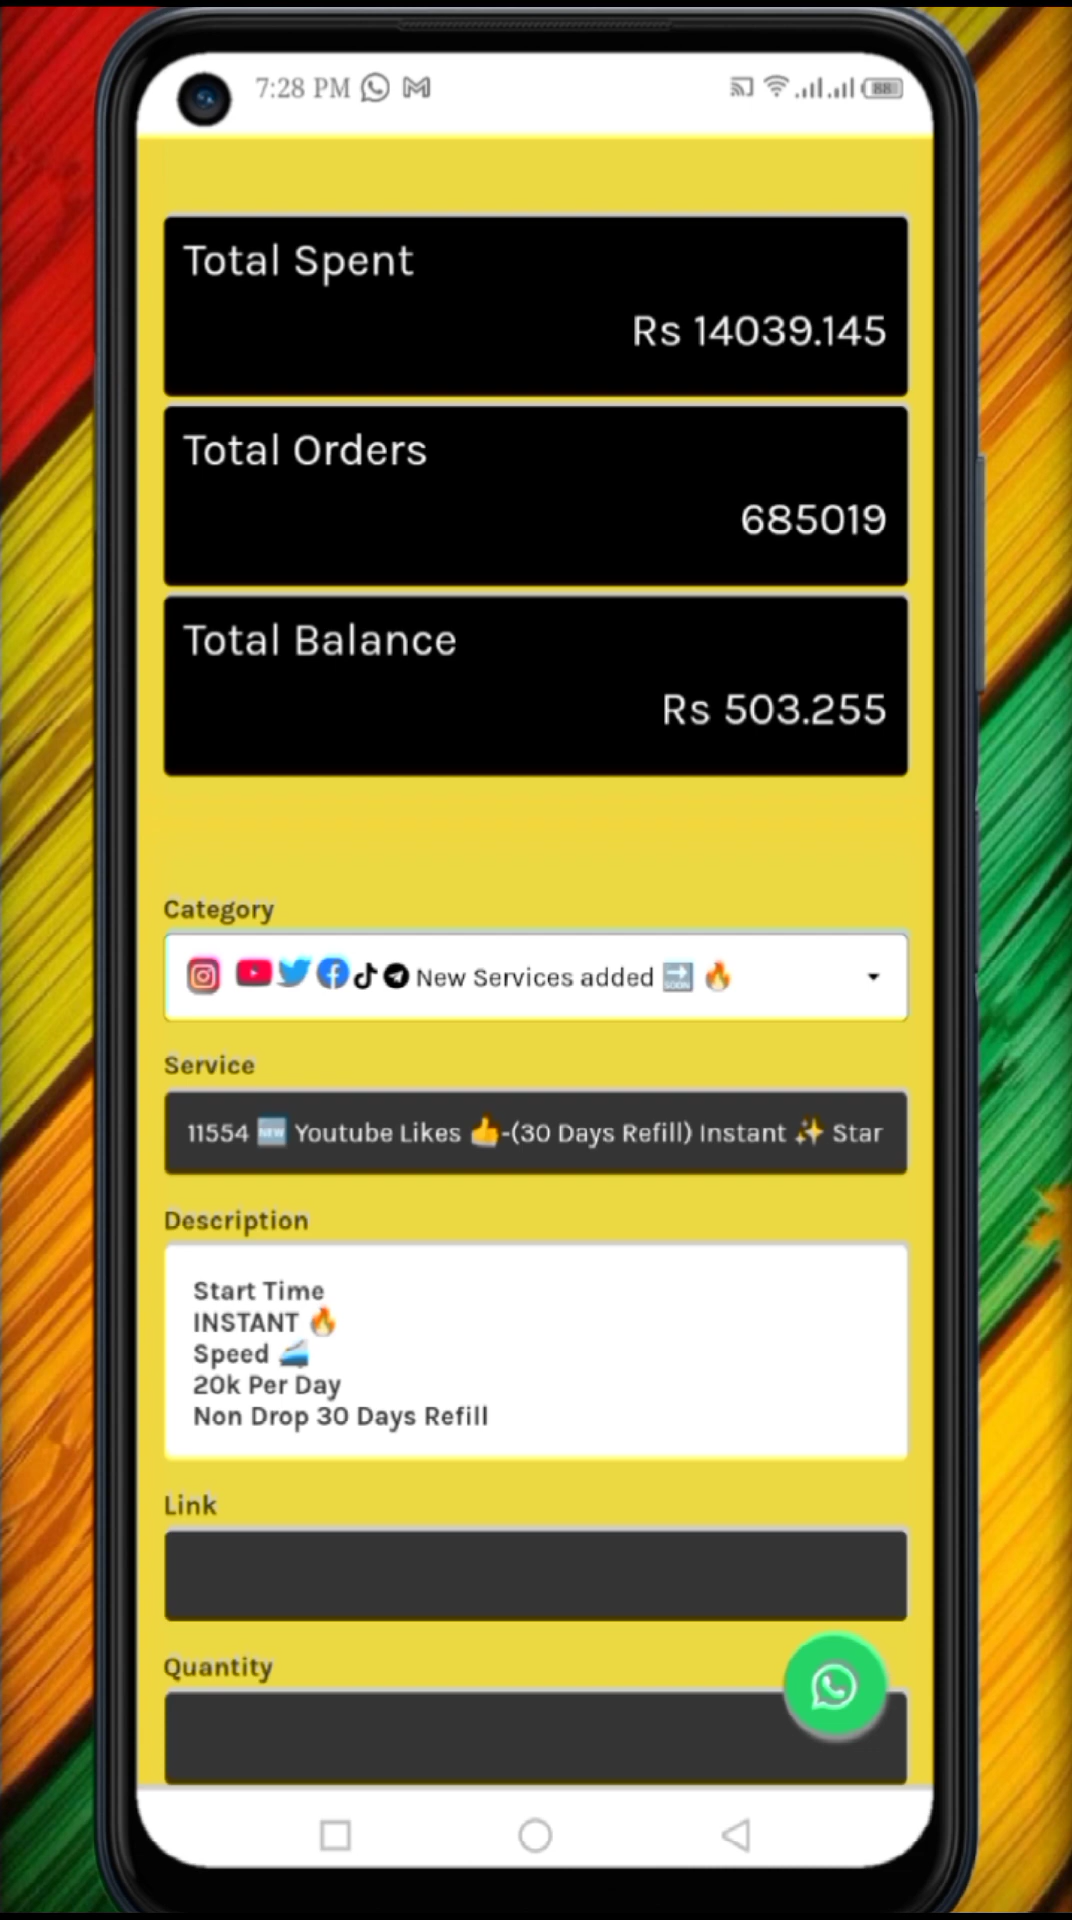 7:28 PM
88
Total Spent
Rs 14039.145
Total Orders
685019
Total Balance
Rs 503.255
Category
New Services added 🔜 🔥
Service
11554 🆕 Youtube Likes 👍-(30 Days Refill) Instant ✨ Star
Description
Start Time
INSTANT 🔥
Speed 🚄
20k Per Day
Non Drop 30 Days Refill
Link
Quantity